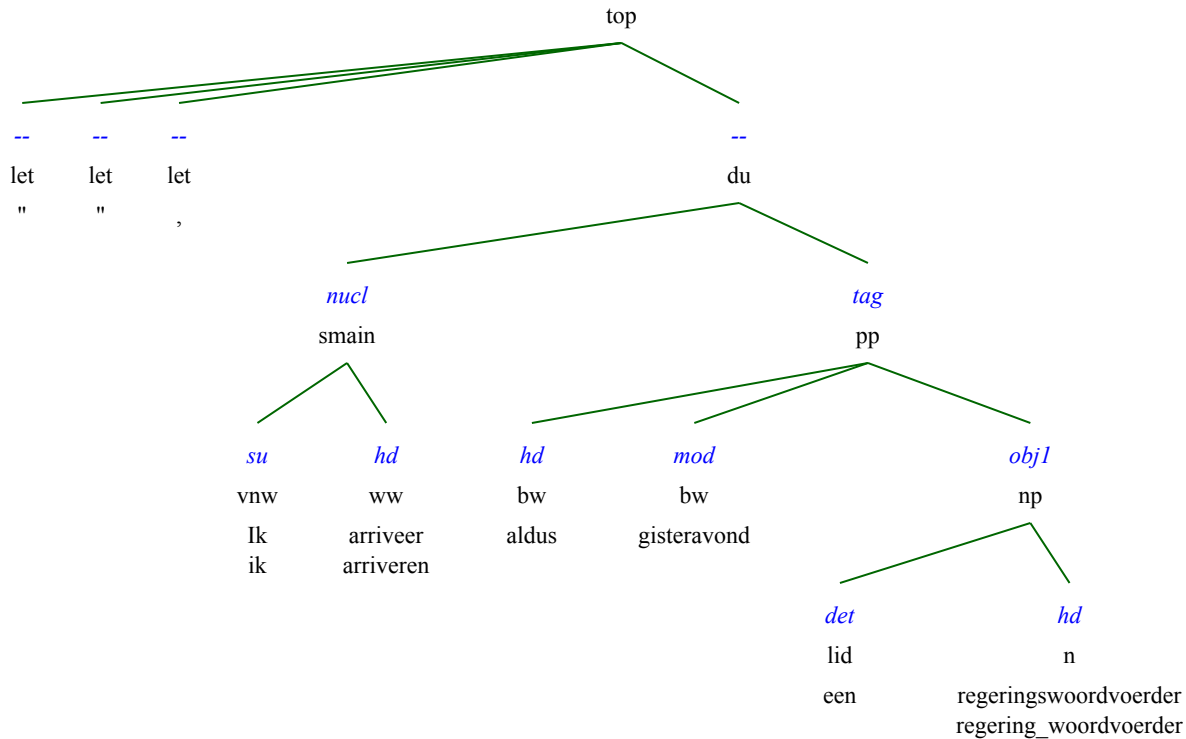 top
-- -- -- --
let let let du
" " ,
nucl tag
smain pp
su hd hd mod obj1
vnw ww bw bw np
Ik arriveer aldus gisteravond
ik arriveren
det hd
lid n
een regeringswoordvoerder
regering_woordvoerder